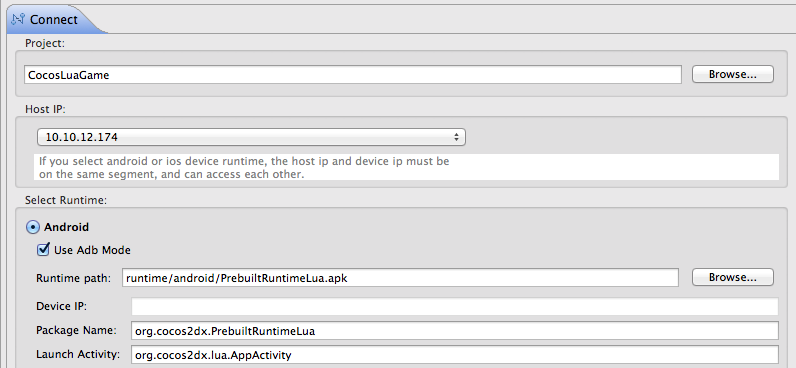 Connect
Project:
CocosLuaGame
Browse...
Host IP:
10.10.12.174
If you select android or ios device runtime, the host ip and device ip must be
on the same segment, and can access each other.
Select Runtime:
Android
Use Adb Mode
Runtime path: runtime/android/PrebuiltRuntimeLua.apk Browse...
Device IP:
Package Name: org.cocos2dx.PrebuiltRuntimeLua
Launch Activity: org.cocos2dx.lua.AppActivity